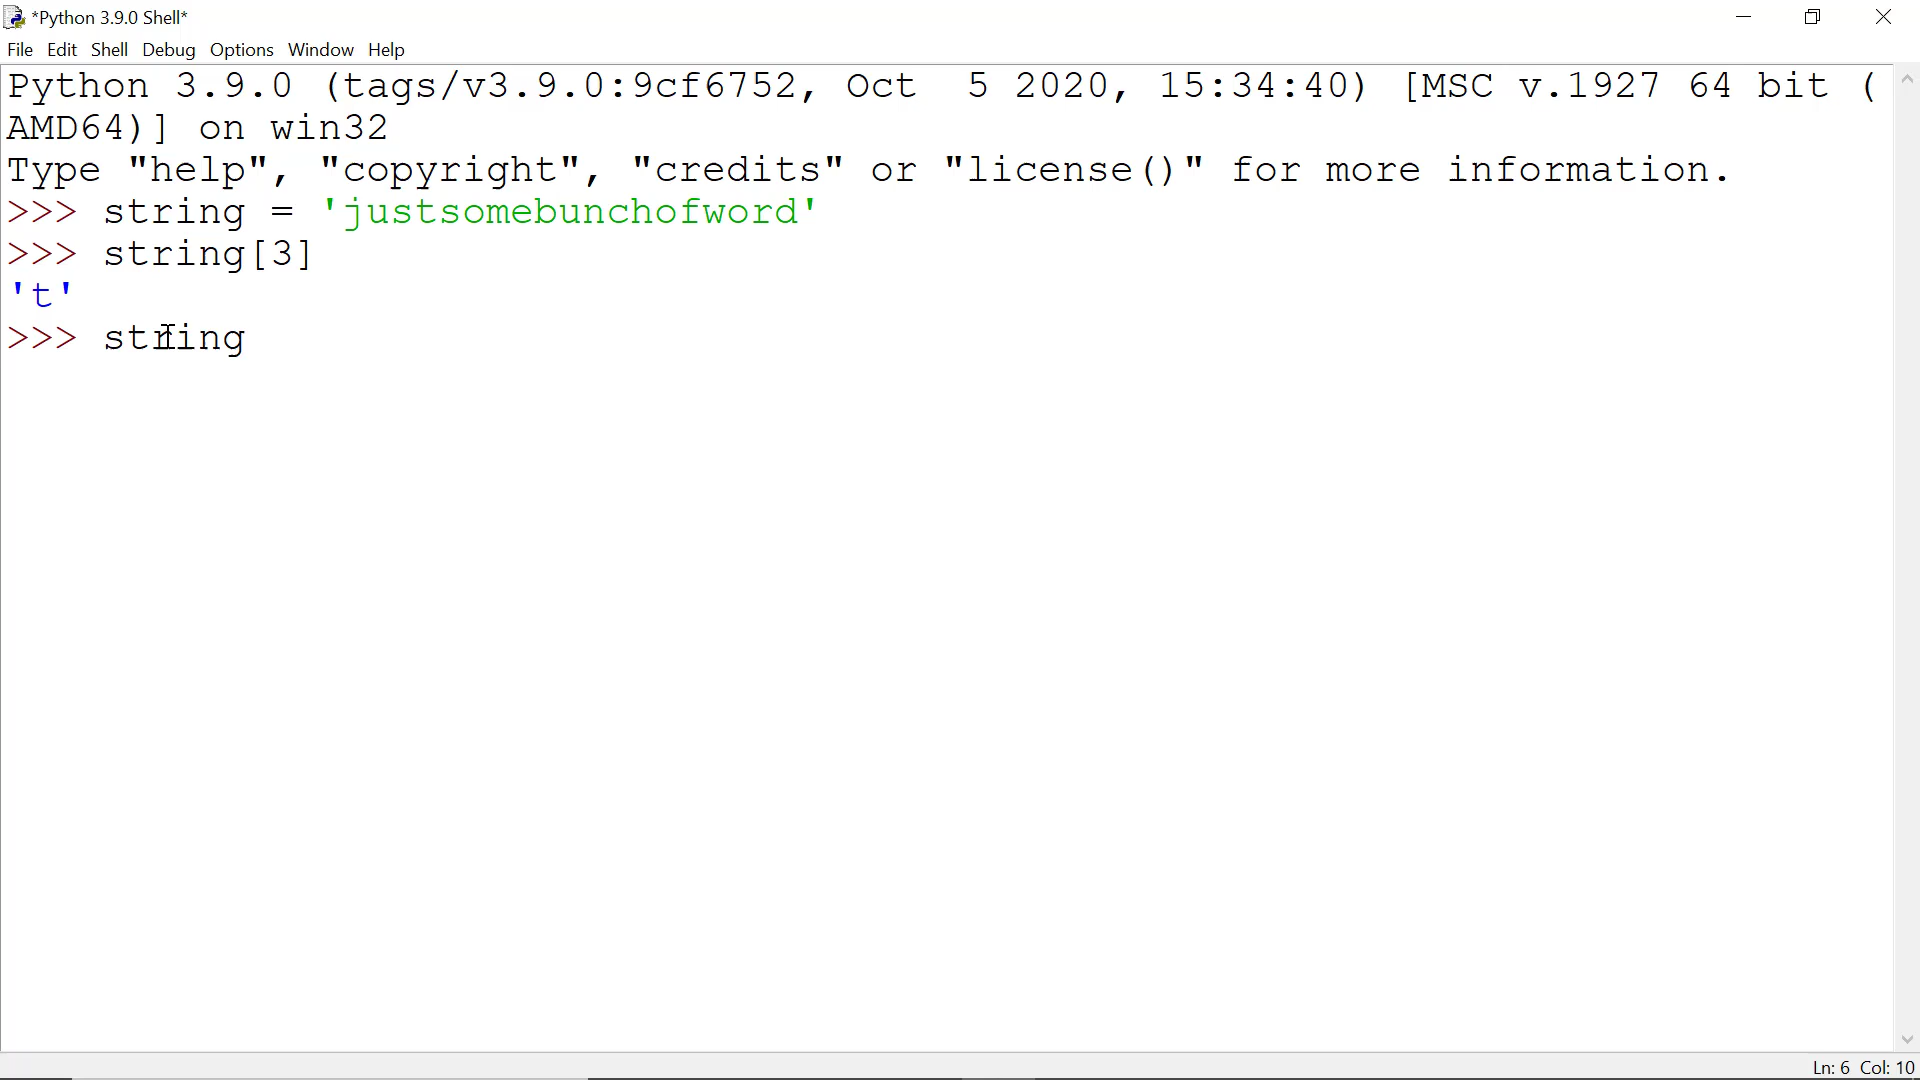 *Python 3.9.0 Shell*
File Edit Shell Debug Options Window Help
Python 3.9.0 (tags/v3.9.0:9cf6752, Oct  5 2020, 15:34:40) [MSC v.1927 64 bit (
AMD64)] on win32
Type "help", "copyright", "credits" or "license()" for more information.
>>> string = 'justsomebunchofword'
>>> string[3]
't'
>>> string
Ln: 6 Col: 10